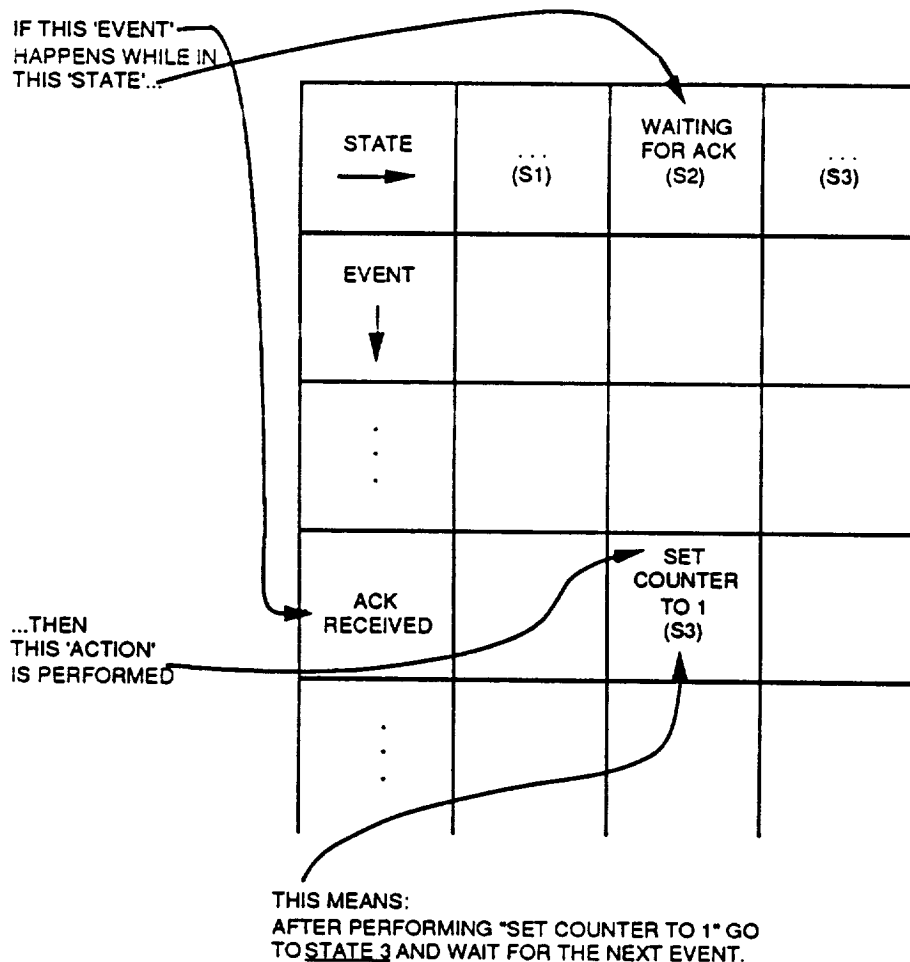 IF THIS 'EVENT'
HAPPENS WHILE IN
THIS 'STATE'...
STATE
...
(S1)
WAITING
FOR ACK
(S2)
...
(S3)
EVENT
.
.
.
ACK
RECEIVED
SET
COUNTER
TO 1
(S3)
...THEN
THIS 'ACTION'
IS PERFORMED
.
.
.
THIS MEANS:
AFTER PERFORMING "SET COUNTER TO 1" GO
TO STATE 3 AND WAIT FOR THE NEXT EVENT.